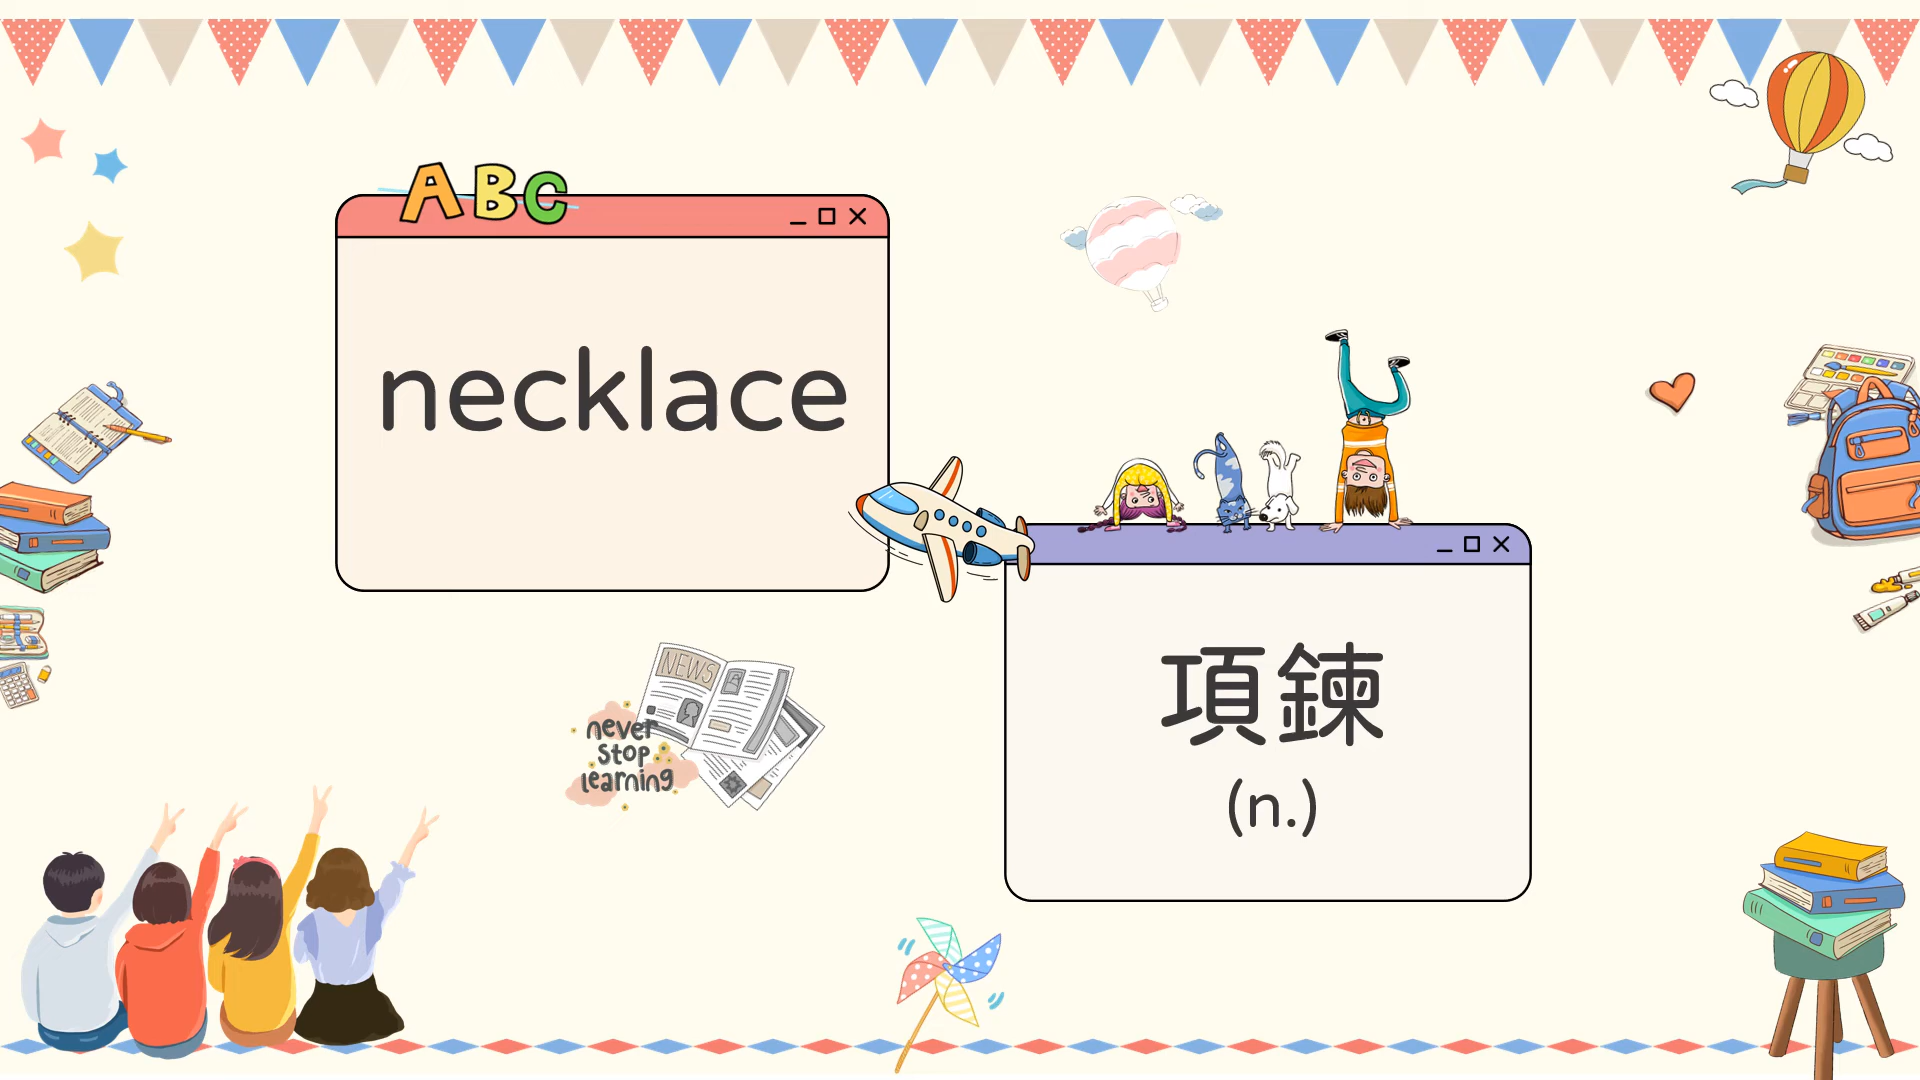 ABC
necklace
項鍊
(n.)
NEWS
never
stop
learning